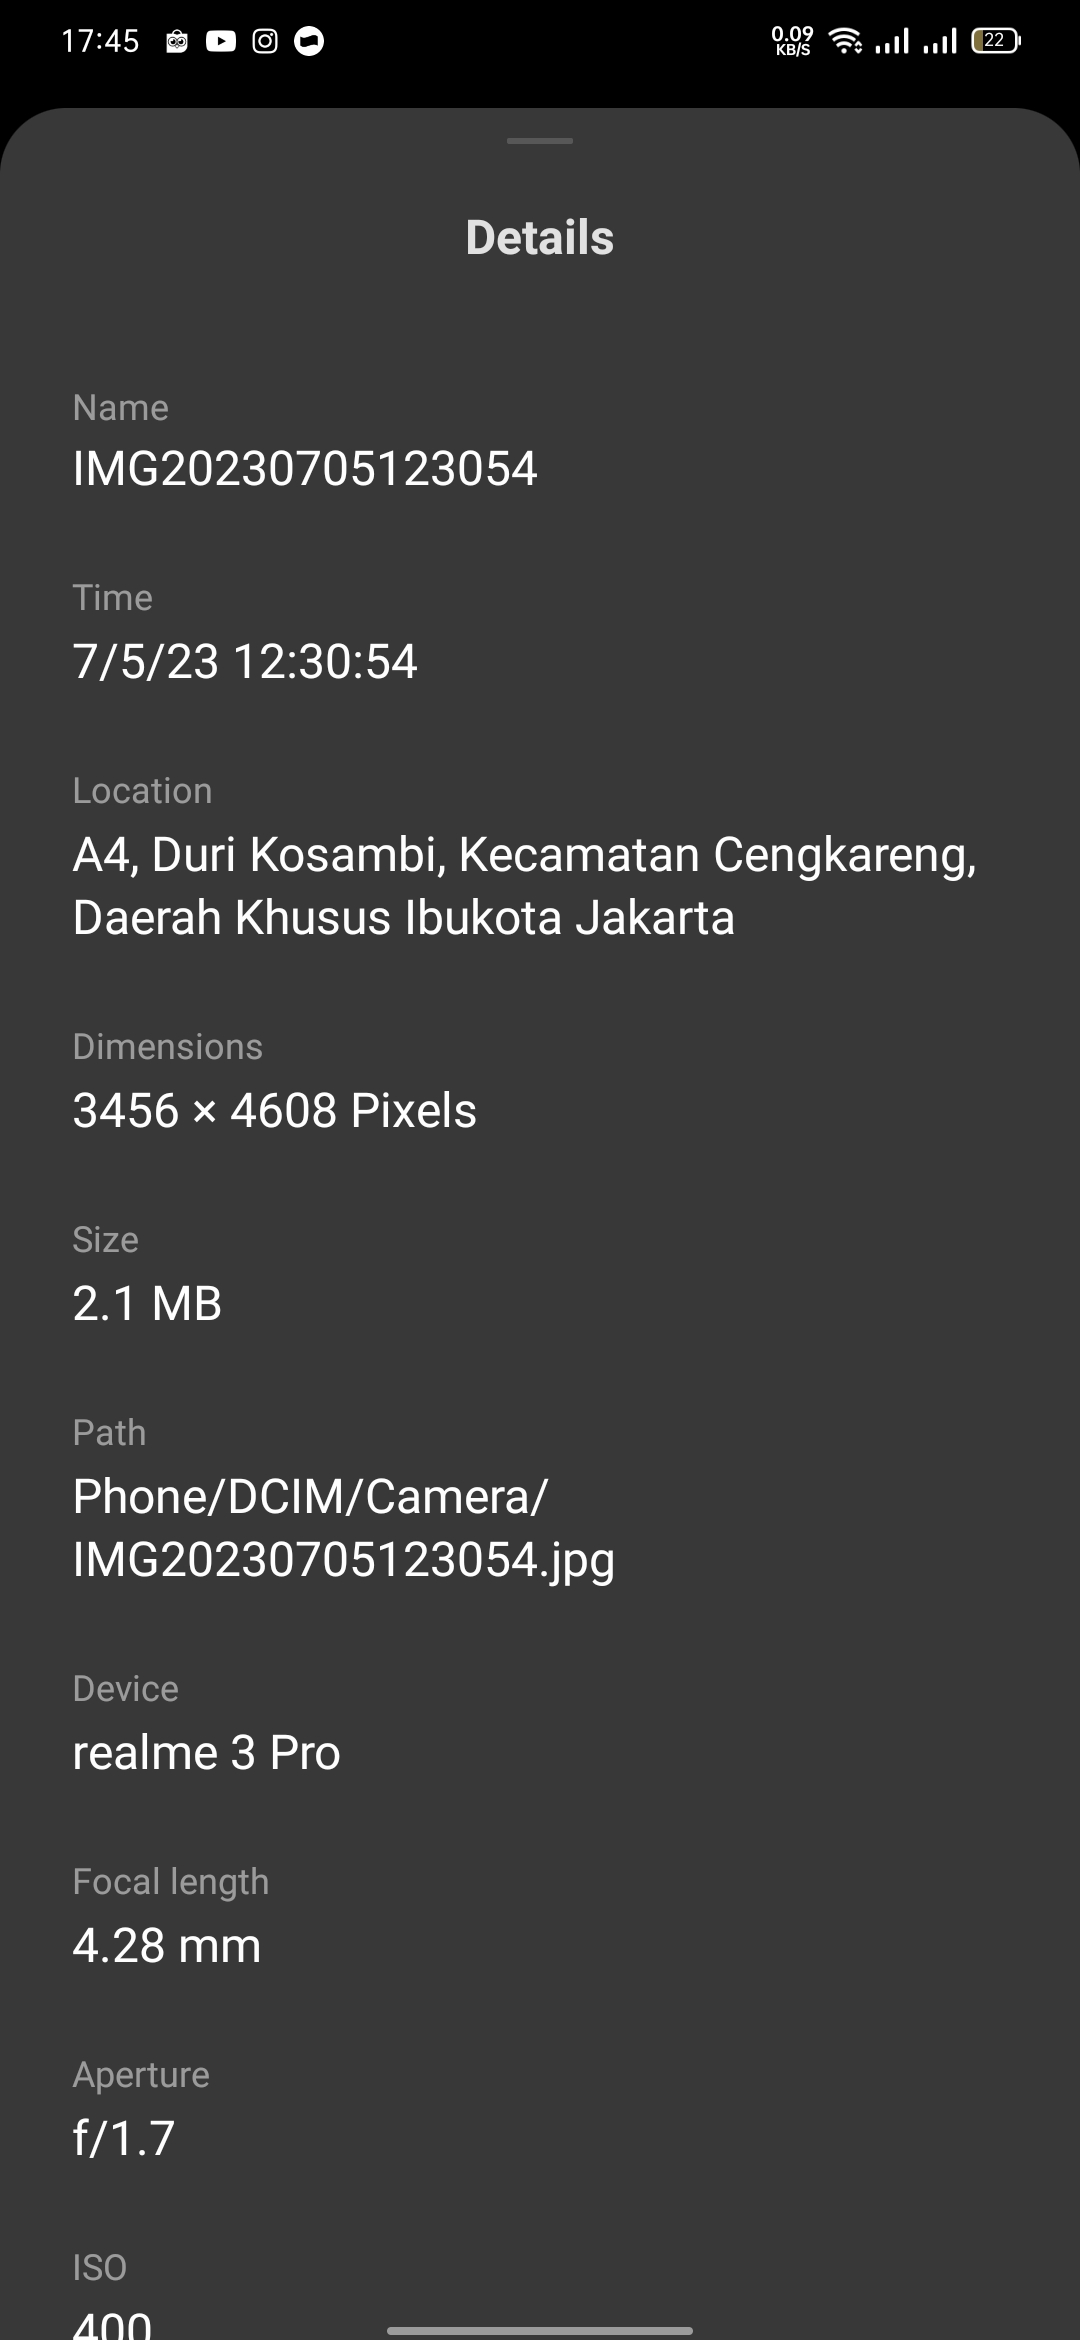 17:45
0.09
KB/S
22
Details
Name
IMG20230705123054
Time
7/5/23 12:30:54
Location
A4, Duri Kosambi, Kecamatan Cengkareng,
Daerah Khusus Ibukota Jakarta
Dimensions
3456 × 4608 Pixels
Size
2.1 MB
Path
Phone/DCIM/Camera/
IMG20230705123054.jpg
Device
realme 3 Pro
Focal length
4.28 mm
Aperture
f/1.7
ISO
400